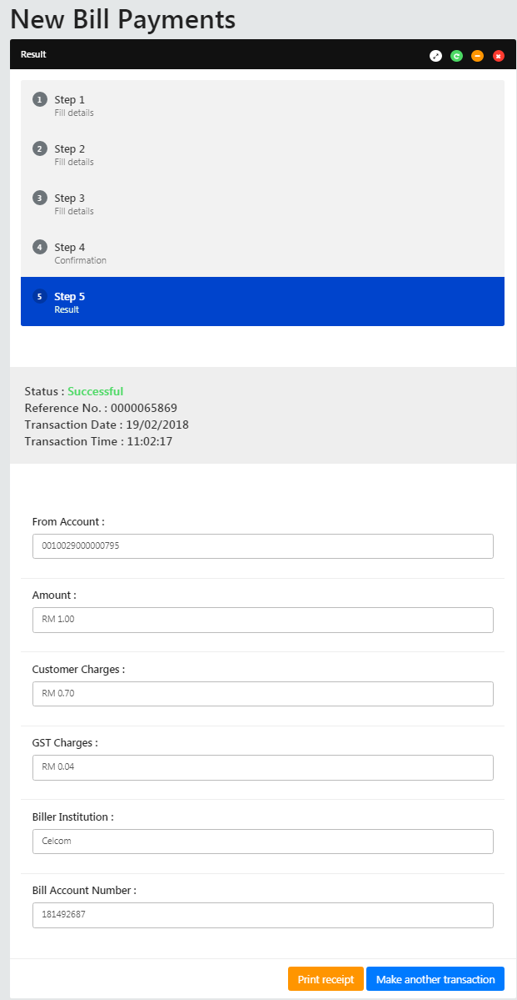 New Bill Payments
Result
1 Step 1
Fill details
2 Step 2
Fill details
3 Step 3
Fill details
4 Step 4
Confirmation
5 Step 5
Result
Status : Successful
Reference No. : 0000065869
Transaction Date : 19/02/2018
Transaction Time : 11:02:17
From Account :
0010029000000795
Amount :
RM 1.00
Customer Charges :
RM 0.70
GST Charges :
RM 0.04
Biller Institution :
Celcom
Bill Account Number :
181492687
Print receipt Make another transaction